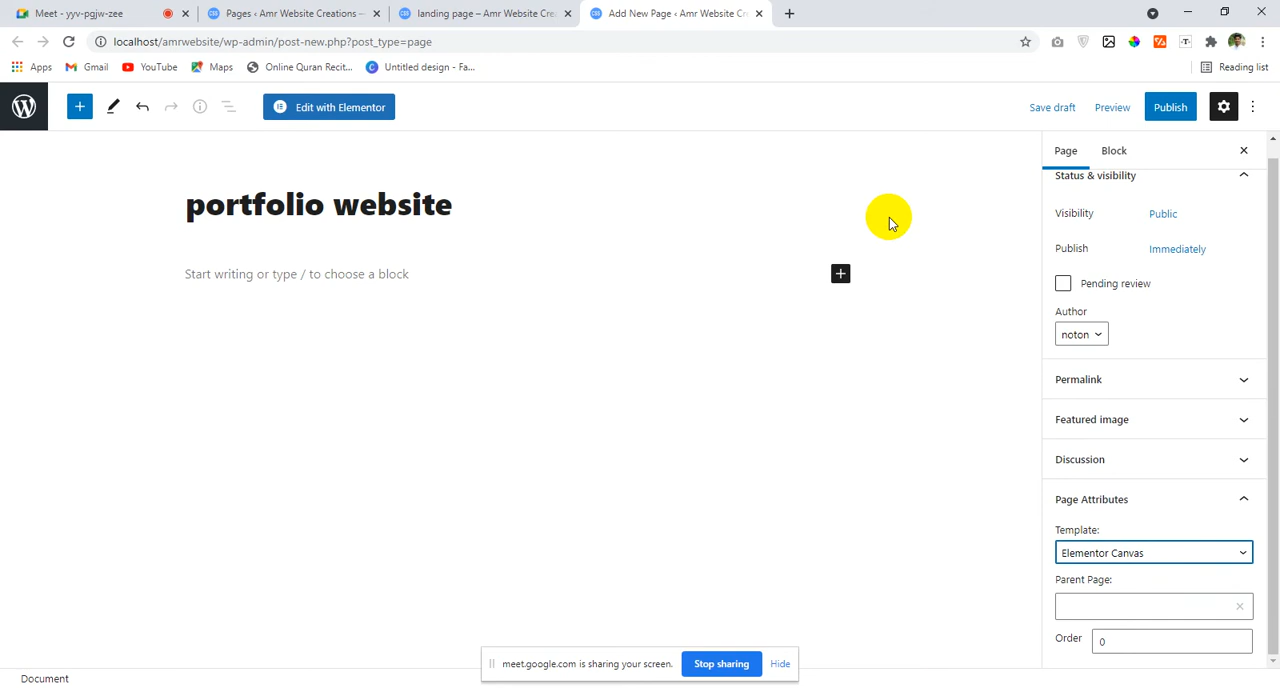 Meet - yyv-pgjw-zee
Pages ‹ Amr Website Creations —
landing page – Amr Website Cre
Add New Page ‹ Amr Website Cr
localhost/amrwebsite/wp-admin/post-new.php?post_type=page
Apps
Gmail
YouTube
Maps
Online Quran Recit...
Untitled design - Fa...
Reading list
Edit with Elementor
Save draft
Preview
Publish
Page
Block
Status & visibility
portfolio website
Visibility
Public
Publish
Immediately
Start writing or type / to choose a block
Pending review
Author
noton
Permalink
Featured image
Discussion
Page Attributes
Template:
Elementor Canvas
Parent Page:
Order
0
meet.google.com is sharing your screen.
Stop sharing
Hide
Document